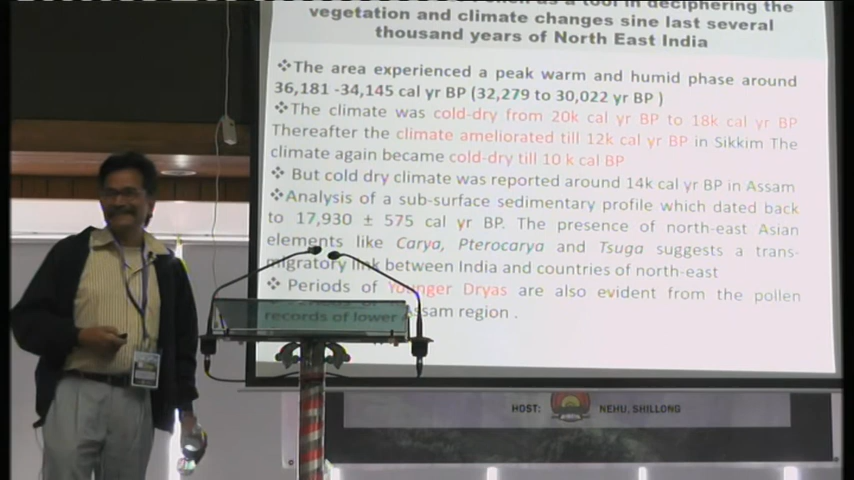 tool in deciphering the
vegetation and climate changes sine last several
thousand years of North East India
❖The area experienced a peak warm and humid phase around
36,181 -34,145 cal yr BP (32,279 to 30,022 yr BP )
❖The climate was cold-dry from 20k cal yr BP to 18k cal yr BP
Thereafter the climate ameliorated till 12k cal yr BP in Sikkim The
climate again became cold-dry till 10 k cal BP
❖ But cold dry climate was reported around 14k cal yr BP in Assam
❖Analysis of a sub-surface sedimentary profile which dated back
to 17,930 ± 575 cal yr BP. The presence of north-east Asian
elements like Carya, Pterocarya and Tsuga suggests a trans-
migratory link between India and countries of north-east
❖ Periods of Younger Dryas are also evident from the pollen
records of lower Assam region .
HOST: NEHU, SHILLONG